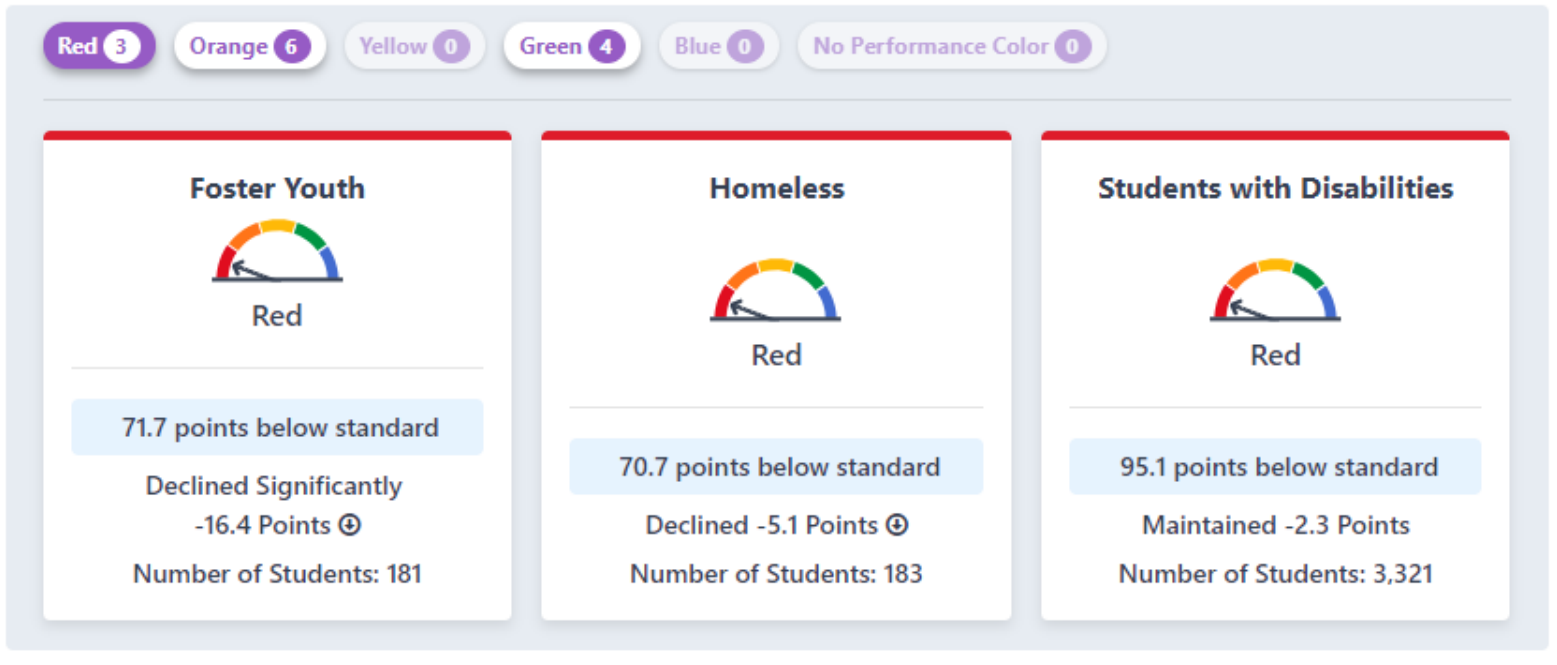 Red 3 Orange 6 Yellow 0 Green 4 Blue 0 No Performance Color 0
Foster Youth
Red
71.7 points below standard
Declined Significantly
-16.4 Points
Number of Students: 181
Homeless
Red
70.7 points below standard
Declined -5.1 Points
Number of Students: 183
Students with Disabilities
Red
95.1 points below standard
Maintained -2.3 Points
Number of Students: 3,321